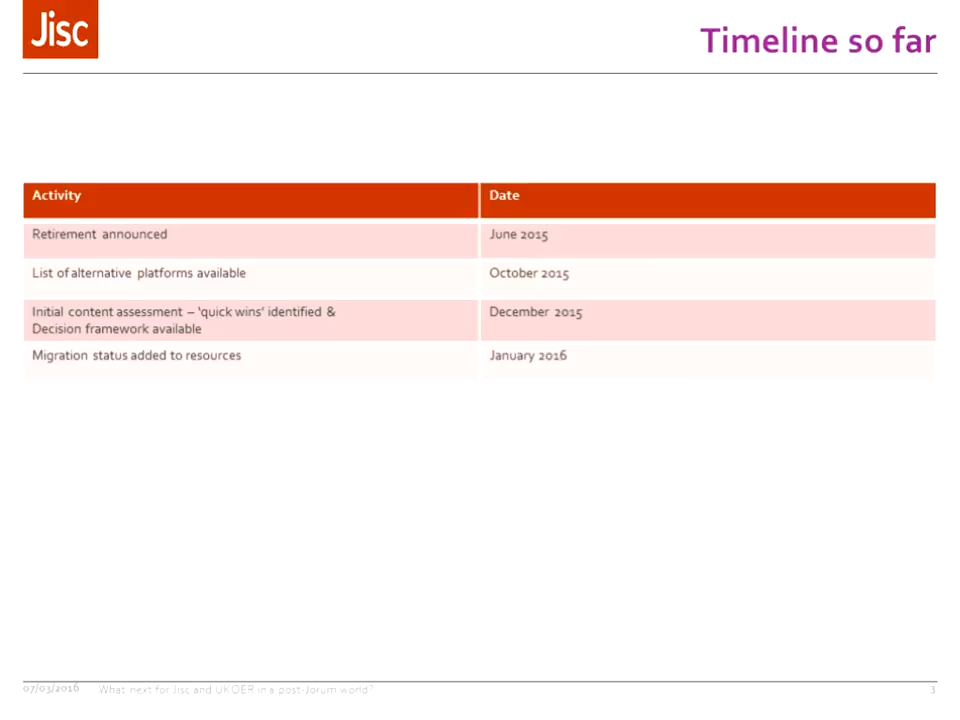 Jisc
Timeline so far
Activity
Date
Retirement announced
June 2015
List of alternative platforms available
October 2015
Initial content assessment – 'quick wins' identified &
Decision framework available
December 2015
Migration status added to resources
January 2016
07/03/2016
What next for Jisc and UKOER in a post-Jorum world?
3